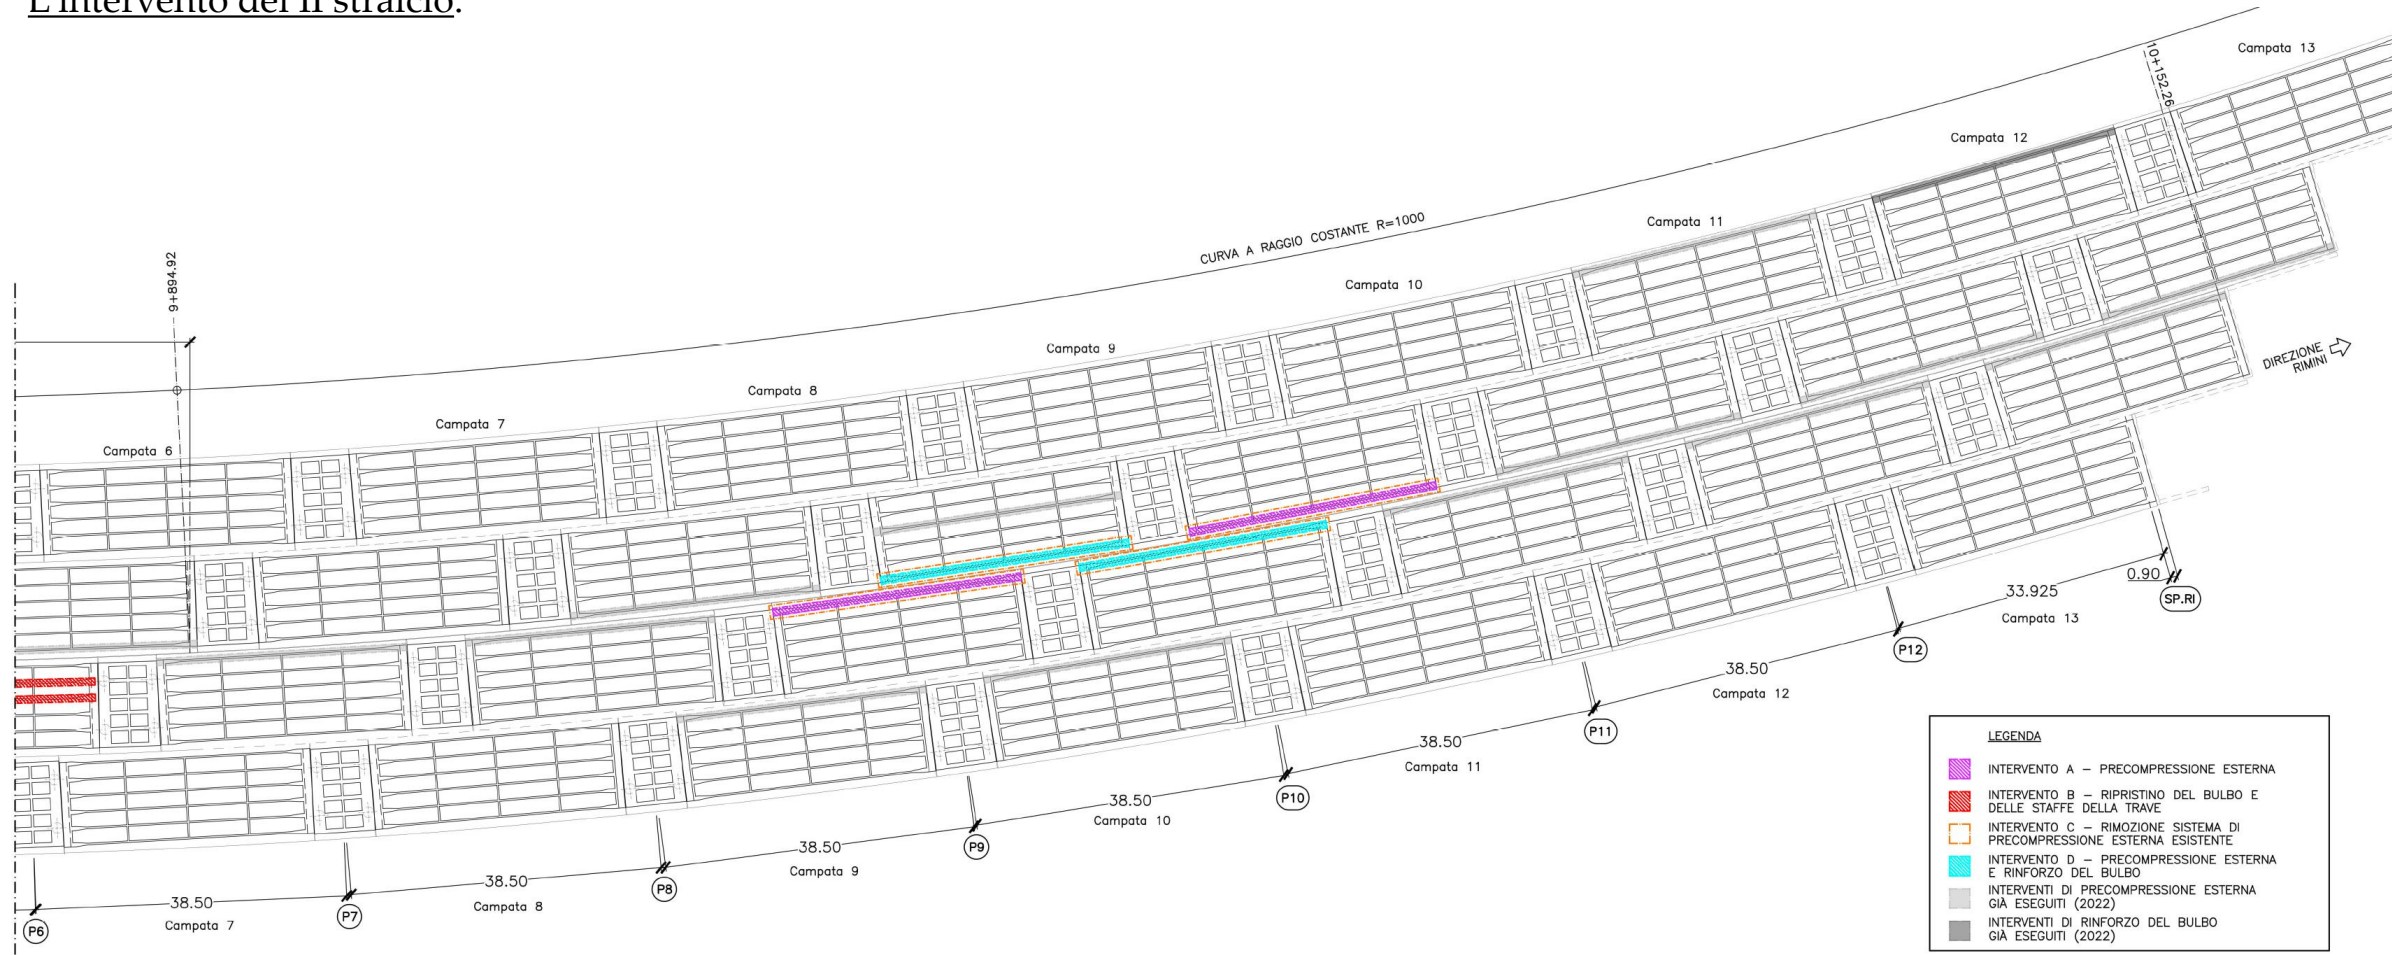 L'intervento del II stralcio:
Campata 13
10+152.26
Campata 12
Campata 11
CURVA A RAGGIO COSTANTE R=1000
Campata 10
9+894.92
Campata 9
Campata 8
Campata 7
Campata 6
DIREZIONE
RIMINI
0.90
SP.RI
33.925
Campata 13
P12
38.50
Campata 12
P11
38.50
Campata 11
P10
38.50
Campata 10
P9
38.50
Campata 9
P8
38.50
Campata 8
P7
38.50
Campata 7
P6
LEGENDA
INTERVENTO A – PRECOMPRESSIONE ESTERNA
INTERVENTO B – RIPRISTINO DEL BULBO E
DELLE STAFFE DELLA TRAVE
INTERVENTO C – RIMOZIONE SISTEMA DI
PRECOMPRESSIONE ESTERNA ESISTENTE
INTERVENTO D – PRECOMPRESSIONE ESTERNA
E RINFORZO DEL BULBO
INTERVENTI DI PRECOMPRESSIONE ESTERNA
GIÀ ESEGUITI (2022)
INTERVENTI DI RINFORZO DEL BULBO
GIÀ ESEGUITI (2022)